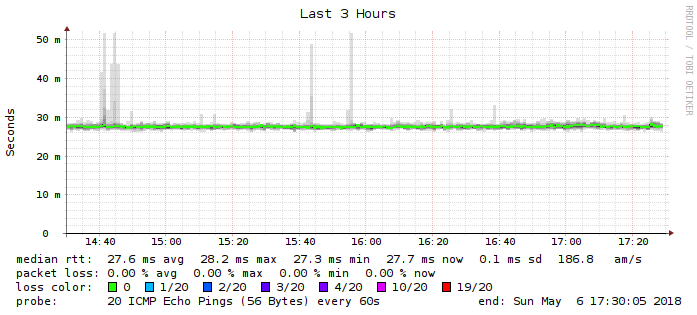 Last 3 Hours
RRDTOOL / TOBI OETIKER
Seconds
50 m
40 m
30 m
20 m
10 m
0
14:40 15:00 15:20 15:40 16:00 16:20 16:40 17:00 17:20
median rtt: 27.6 ms avg 28.2 ms max 27.3 ms min 27.7 ms now 0.1 ms sd 186.8 am/s
packet loss: 0.00 % avg 0.00 % max 0.00 % min 0.00 % now
loss color: 0 1/20 2/20 3/20 4/20 10/20 19/20
probe: 20 ICMP Echo Pings (56 Bytes) every 60s end: Sun May 6 17:30:05 2018